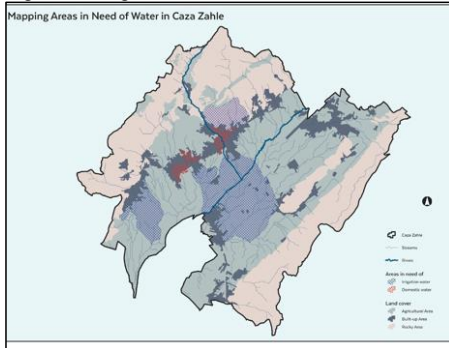 Mapping Areas in Need of Water in Caza Zahle
Caza Zahle
Streams
Rivers
Areas in need of
Irrigation water
Domestic water
Land cover
Agricultural Area
Built-up Area
Rocky Area